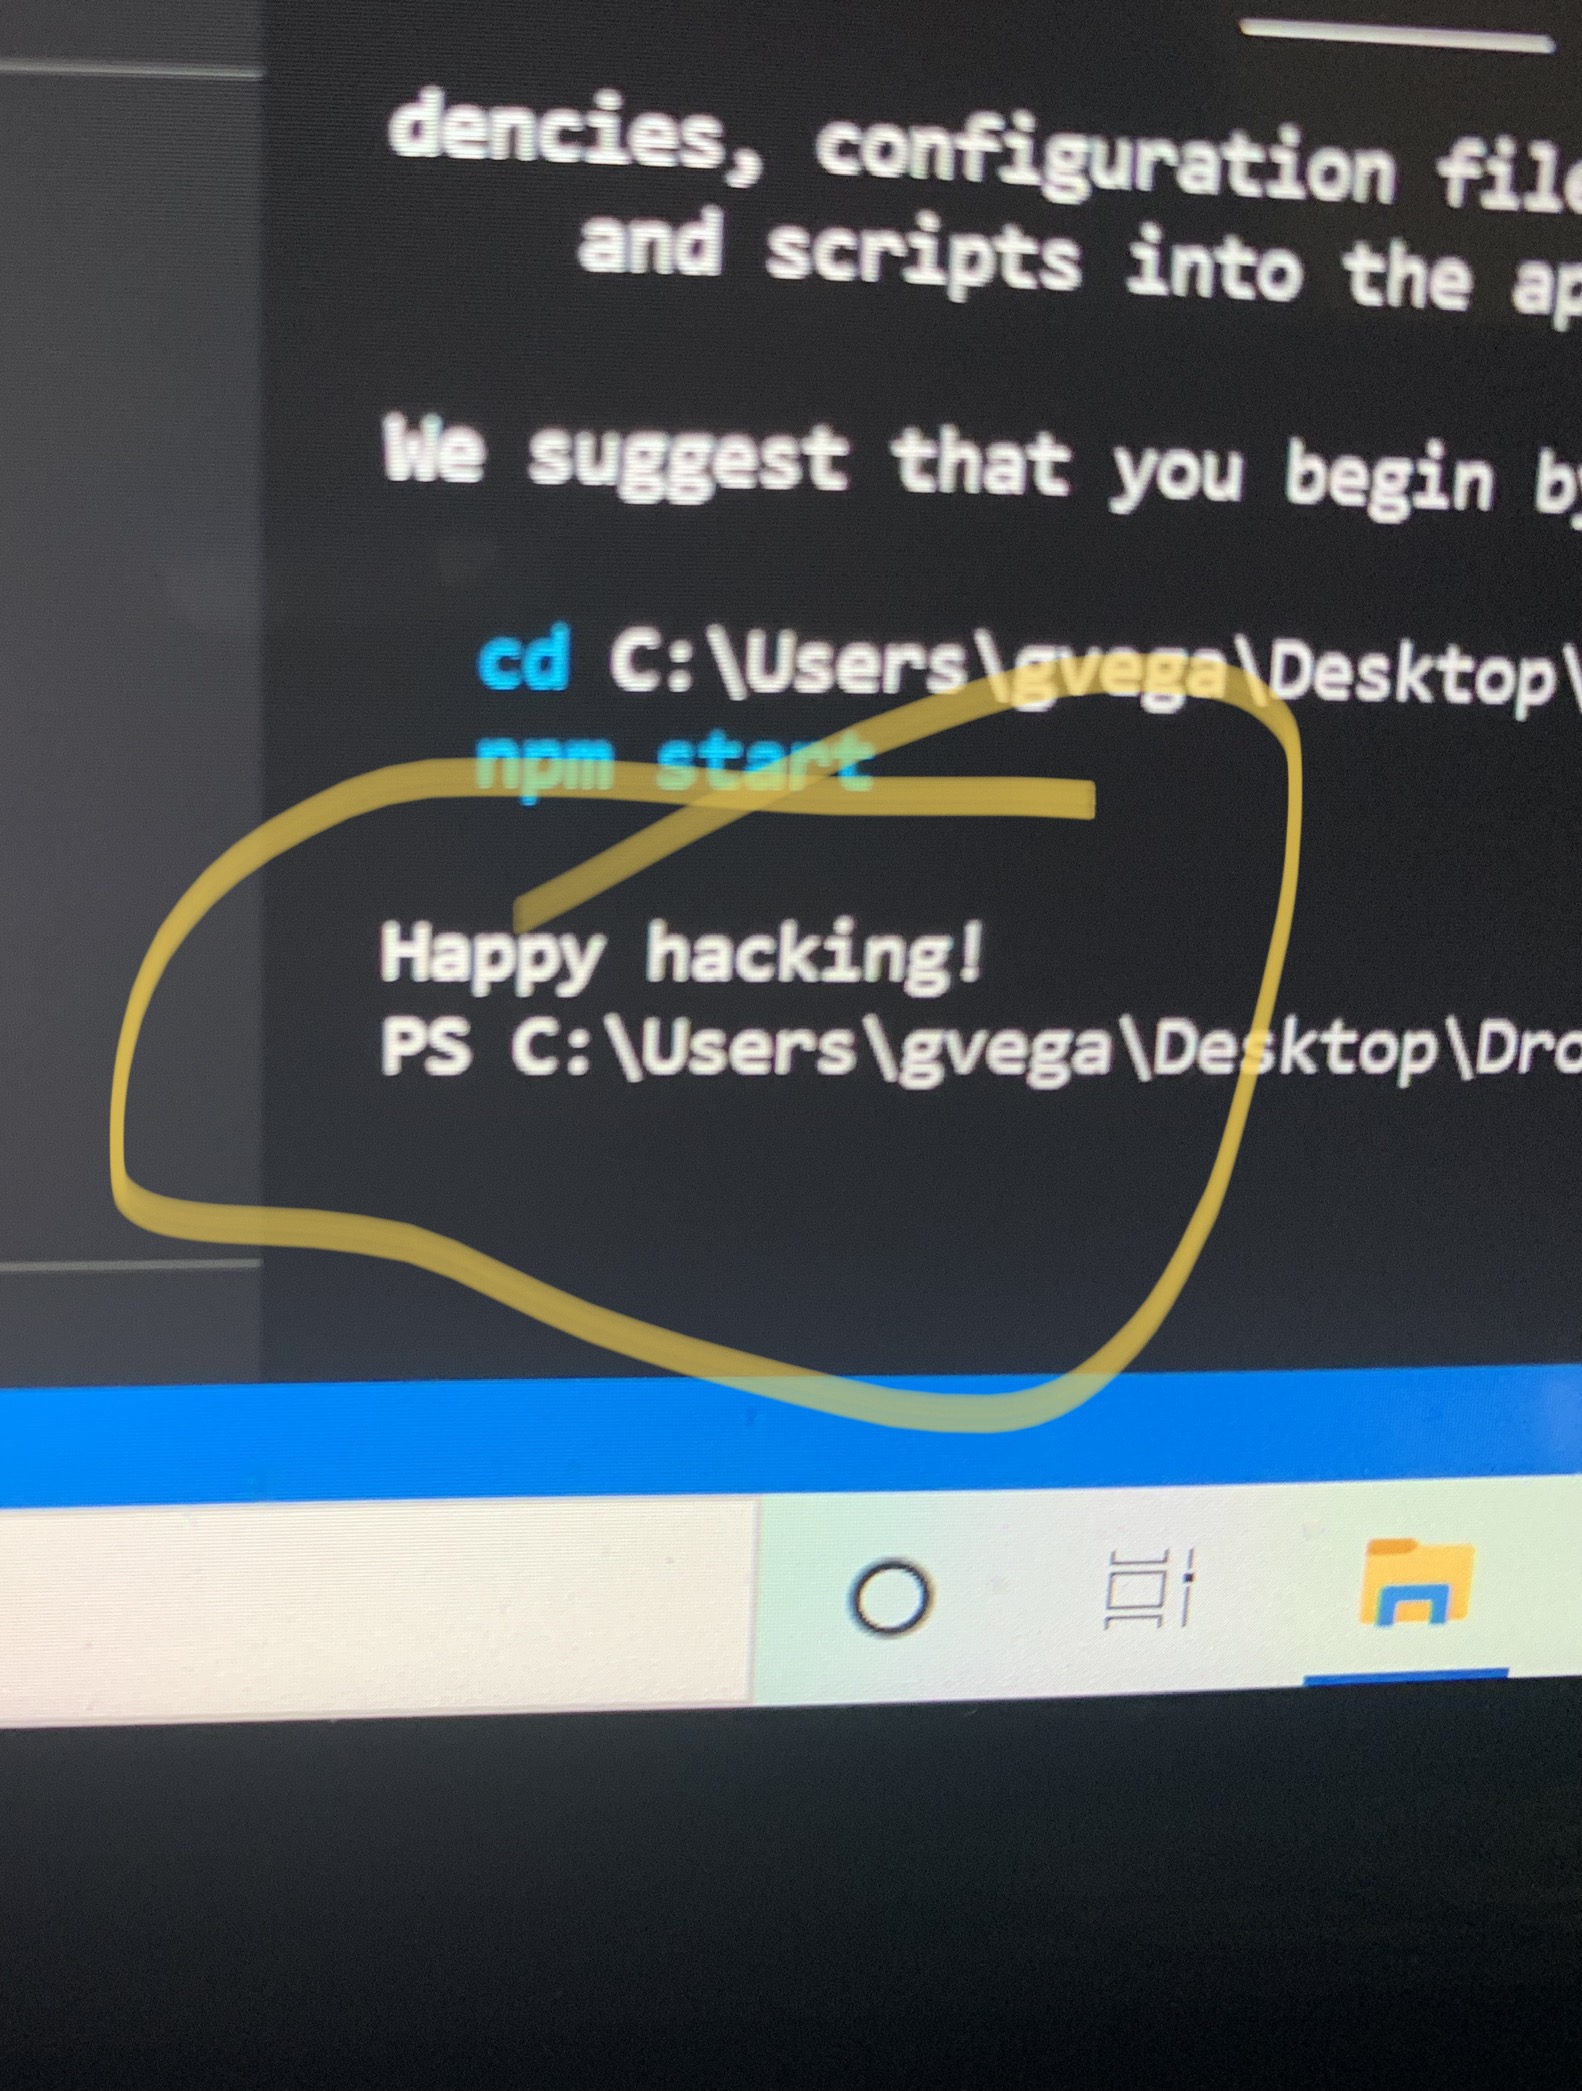 dencies, configuration file
and scripts into the ap
We suggest that you begin by
cd C:\Users\gvega\Desktop\
npm start
Happy hacking!
PS C:\Users\gvega\Desktop\Dro